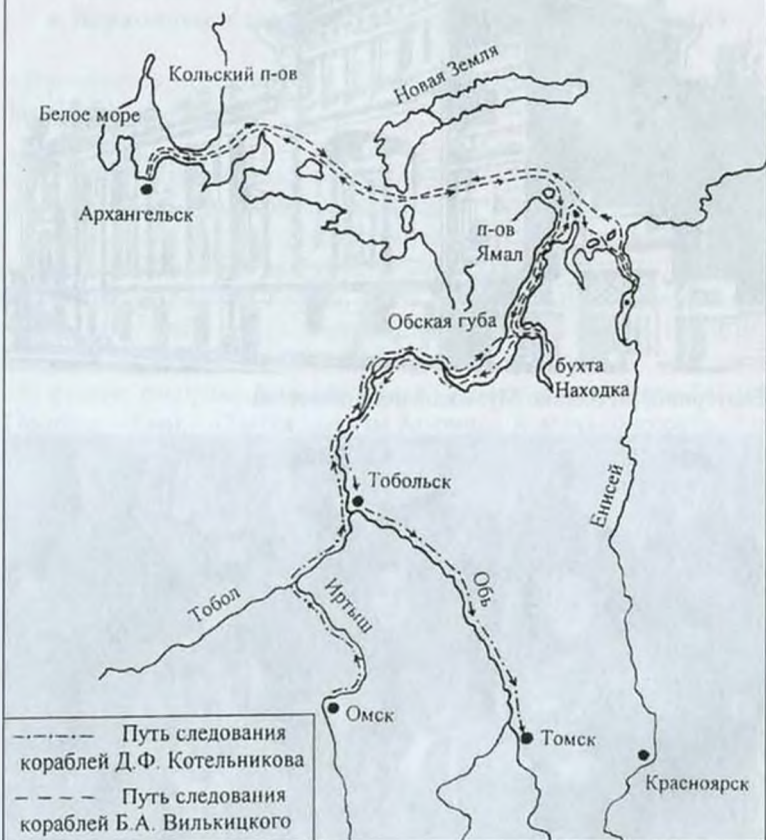 Кольский п-ов
Новая Земля
Белое море
Архангельск
п-ов
Ямал
Обская губа
бухта
Находка
Тобольск
Енисей
Обь
Тобол
Иртыш
Омск
Томск
Красноярск
Путь следования
кораблей Д.Ф. Котельникова
Путь следования
кораблей Б.А. Вилькицкого